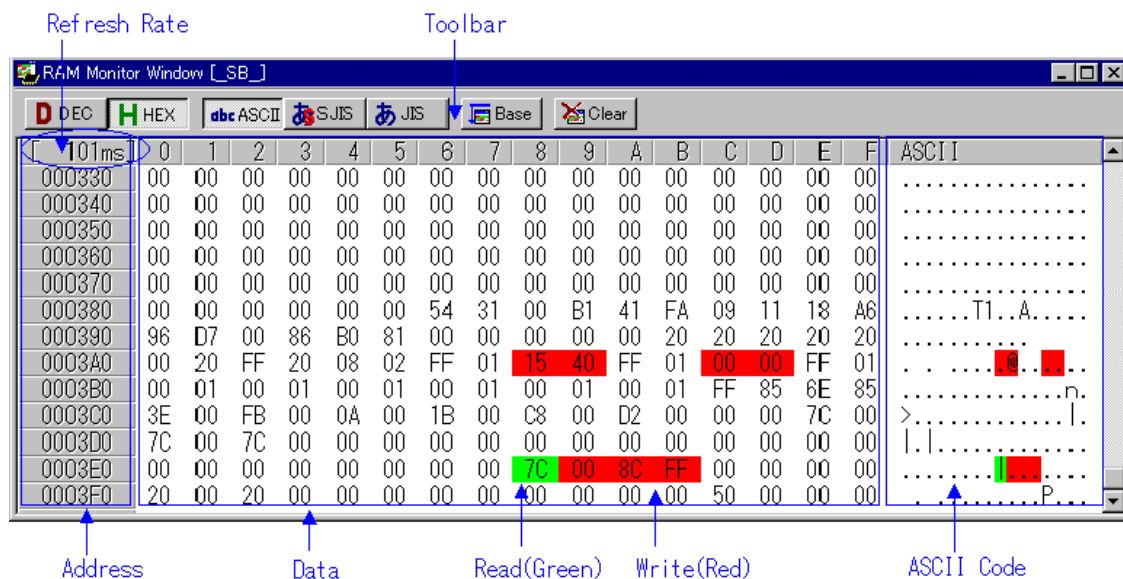 Refresh Rate Toolbar
RAM Monitor Window [_SB_]
D DEC H HEX abc ASCII あ SJIS あ JIS Base Clear
[ 101ms] 0 1 2 3 4 5 6 7 8 9 A B C D E F ASCII
000330 00 00 00 00 00 00 00 00 00 00 00 00 00 00 00 00 ................
000340 00 00 00 00 00 00 00 00 00 00 00 00 00 00 00 00 ................
000350 00 00 00 00 00 00 00 00 00 00 00 00 00 00 00 00 ................
000360 00 00 00 00 00 00 00 00 00 00 00 00 00 00 00 00 ................
000370 00 00 00 00 00 00 00 00 00 00 00 00 00 00 00 00 ................
000380 00 00 00 00 00 00 54 31 00 B1 41 FA 09 11 18 A6 ......T1..A.....
000390 96 D7 00 86 B0 81 00 00 00 00 00 20 20 20 20 20 ...........
0003A0 00 20 FF 20 08 02 FF 01 15 40 FF 01 00 00 FF 01 . . .....@......
0003B0 00 01 00 01 00 01 00 01 00 01 00 01 FF 85 6E 85 ..............n.
0003C0 3E 00 FB 00 0A 00 1B 00 C8 00 D2 00 00 00 7C 00 >.............|.
0003D0 7C 00 7C 00 00 00 00 00 00 00 00 00 00 00 00 00 |.|.............
0003E0 00 00 00 00 00 00 00 00 7C 00 8C FF 00 00 00 00 ........|.......
0003F0 20 00 20 00 00 00 00 00 00 00 00 00 50 00 00 00 . .........P...
Address Data Read(Green) Write(Red) ASCII Code